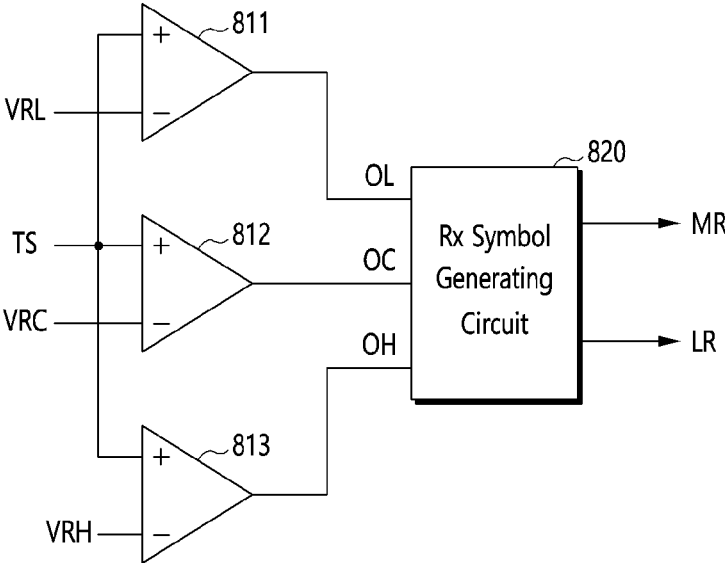 811
+
VRL
−
820
OL
TS
+
812
OC
Rx Symbol
Generating
Circuit
MR
VRC
−
OH
LR
+
813
VRH
−